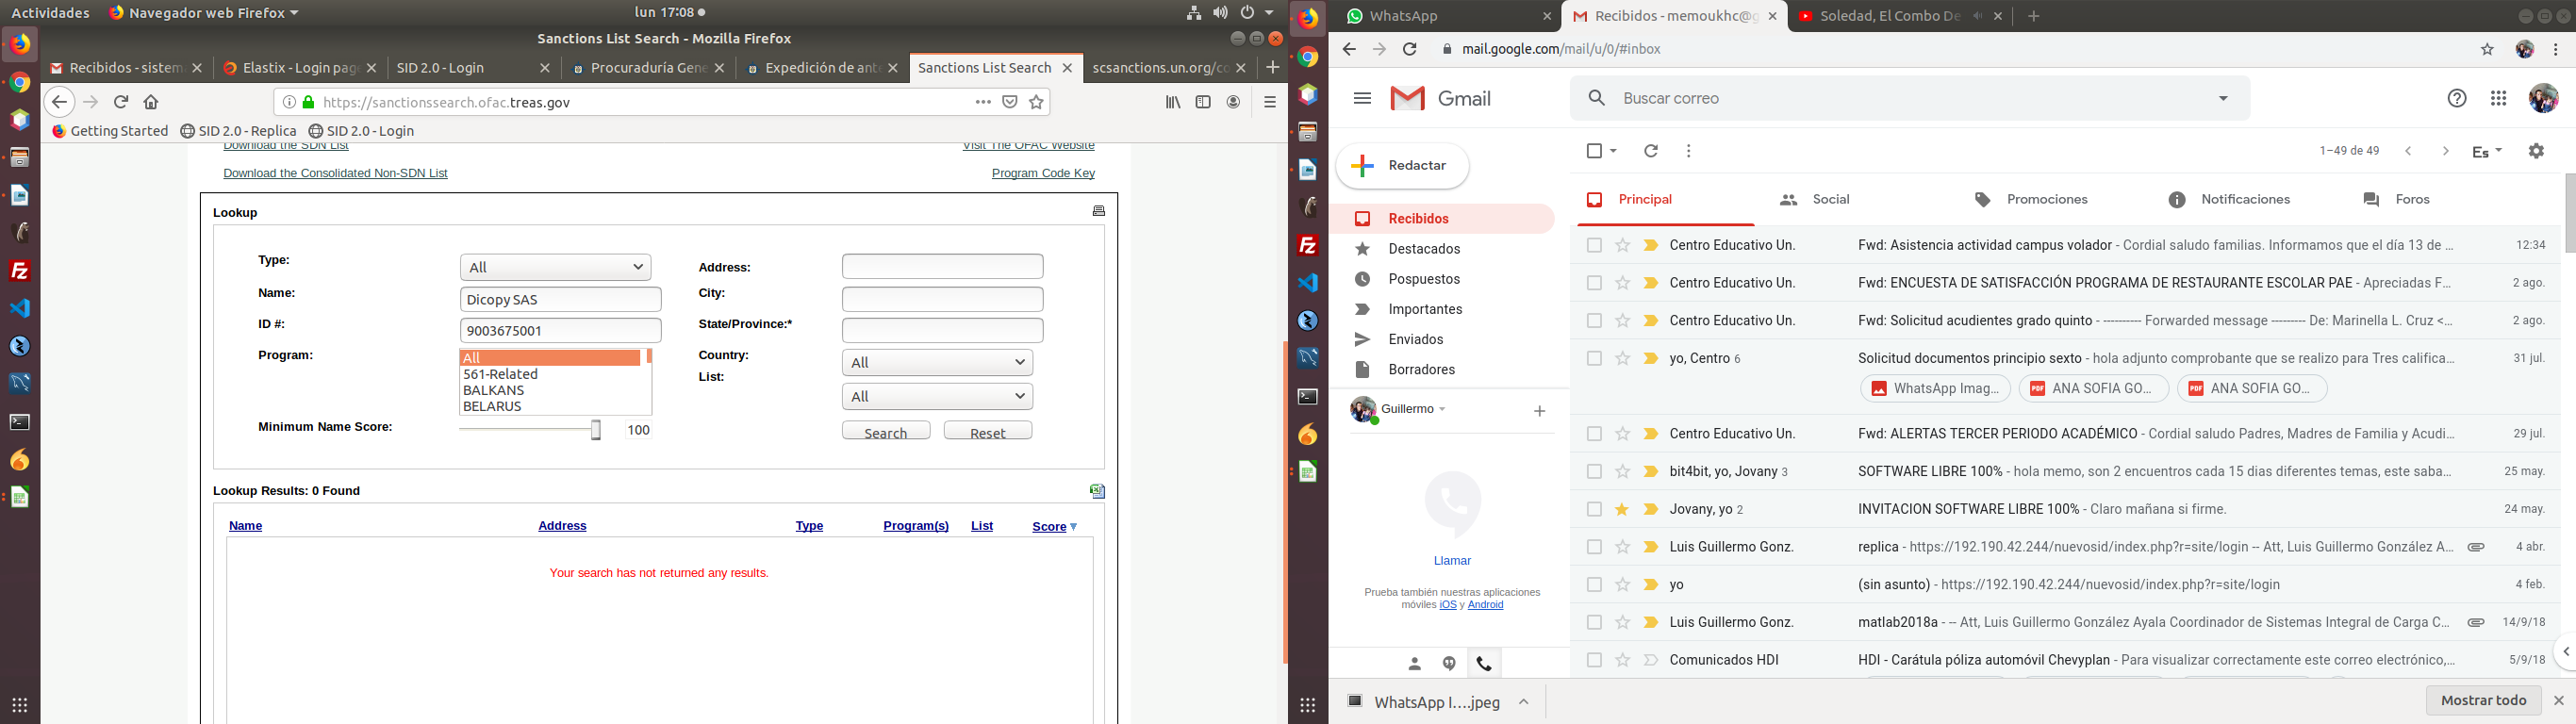 Actividades
Navegador web Firefox
lun 17:08
Sanctions List Search - Mozilla Firefox
Recibidos - sistem
Elastix - Login pag
SID 2.0 - Login
Procuraduría Gene
Expedición de ante
Sanctions List Search
scsanctions.un.org/co
https://sanctionssearch.ofac.treas.gov
Getting Started
SID 2.0 - Replica
SID 2.0 - Login
Download the SDN List
Visit The OFAC Website
Download the Consolidated Non-SDN List
Program Code Key
Lookup
Type:
All
Address:
Name:
Dicopy SAS
City:
ID #:
9003675001
State/Province:*
Program:
All
561-Related
BALKANS
BELARUS
Country:
All
List:
All
Minimum Name Score:
100
Search
Reset
Lookup Results: 0 Found
Name
Address
Type
Program(s)
List
Score
Your search has not returned any results.
WhatsApp
Recibidos - memoukhc@g
Soledad, El Combo De
mail.google.com/mail/u/0/#inbox
Gmail
Buscar correo
Redactar
1–49 de 49
Es
Recibidos
Destacados
Pospuestos
Importantes
Enviados
Borradores
Guillermo
Llamar
Prueba también nuestras aplicaciones
móviles iOS y Android
Principal
Social
Promociones
Notificaciones
Foros
Centro Educativo Un. Fwd: Asistencia actividad campus volador - Cordial saludo familias. Informamos que el día 13 de ... 12:34
Centro Educativo Un. Fwd: ENCUESTA DE SATISFACCIÓN PROGRAMA DE RESTAURANTE ESCOLAR PAE - Apreciadas F... 2 ago.
Centro Educativo Un. Fwd: Solicitud acudientes grado quinto - ---------- Forwarded message --------- De: Marinella L. Cruz <... 2 ago.
yo, Centro 6 Solicitud documentos principio sexto - hola adjunto comprobante que se realizo para Tres califica... 31 jul.
WhatsApp Imag...
PDF ANA SOFIA GO...
PDF ANA SOFIA GO...
Centro Educativo Un. Fwd: ALERTAS TERCER PERIODO ACADÉMICO - Cordial saludo Padres, Madres de Familia y Acudi... 29 jul.
bit4bit, yo, Jovany 3 SOFTWARE LIBRE 100% - hola memo, son 2 encuentros cada 15 dias diferentes temas, este saba... 25 may.
Jovany, yo 2 INVITACION SOFTWARE LIBRE 100% - Claro mañana si firme. 24 may.
Luis Guillermo Gonz. replica - https://192.190.42.244/nuevosid/index.php?r=site/login -- Att, Luis Guillermo González A... 4 abr.
yo (sin asunto) - https://192.190.42.244/nuevosid/index.php?r=site/login 4 feb.
Luis Guillermo Gonz. matlab2018a - -- Att, Luis Guillermo González Ayala Coordinador de Sistemas Integral de Carga C... 14/9/18
Comunicados HDI HDI - Carátula póliza automóvil Chevyplan - Para visualizar correctamente este correo electrónico,... 5/9/18
WhatsApp I....jpeg
Mostrar todo